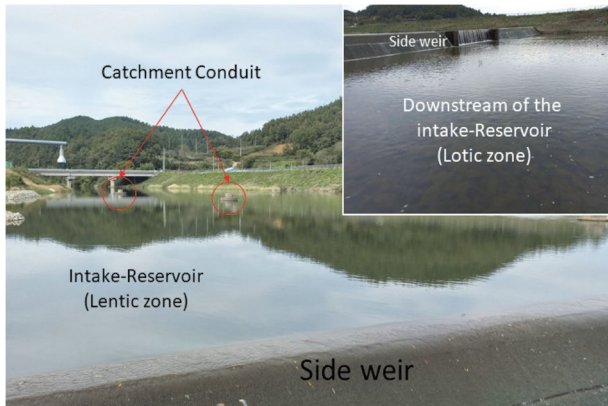 Catchment Conduit
Side weir
Downstream of the
intake-Reservoir
(Lotic zone)
Intake-Reservoir
(Lentic zone)
Side weir